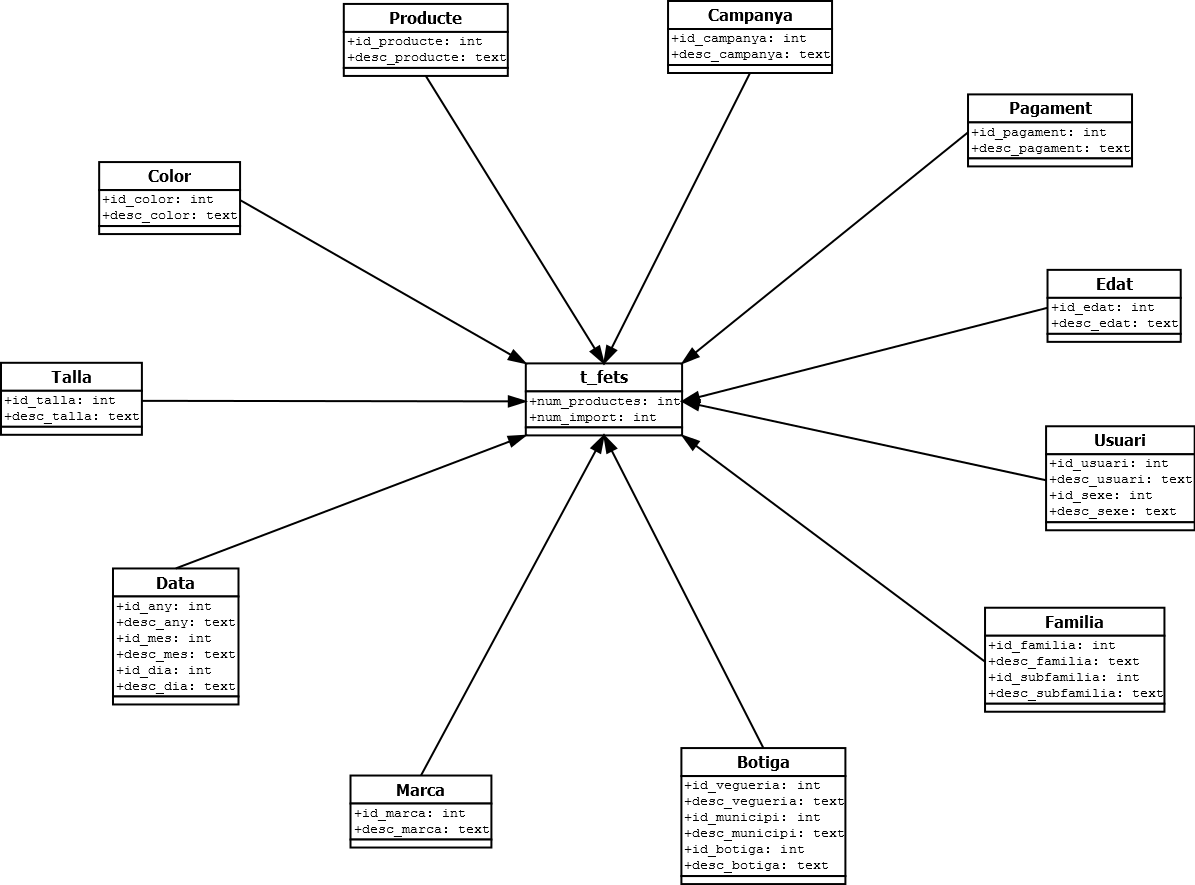 Producte
+id_producte: int
+desc_producte: text
Campanya
+id_campanya: int
+desc_campanya: text
Pagament
+id_pagament: int
+desc_pagament: text
Color
+id_color: int
+desc_color: text
Edat
+id_edat: int
+desc_edat: text
Talla
+id_talla: int
+desc_talla: text
t_fets
+num_productes: int
+num_import: int
Usuari
+id_usuari: int
+desc_usuari: text
+id_sexe: int
+desc_sexe: text
Data
+id_any: int
+desc_any: text
+id_mes: int
+desc_mes: text
+id_dia: int
+desc_dia: text
Familia
+id_familia: int
+desc_familia: text
+id_subfamilia: int
+desc_subfamilia: text
Marca
+id_marca: int
+desc_marca: text
Botiga
+id_vegueria: int
+desc_vegueria: text
+id_municipi: int
+desc_municipi: text
+id_botiga: int
+desc_botiga: text